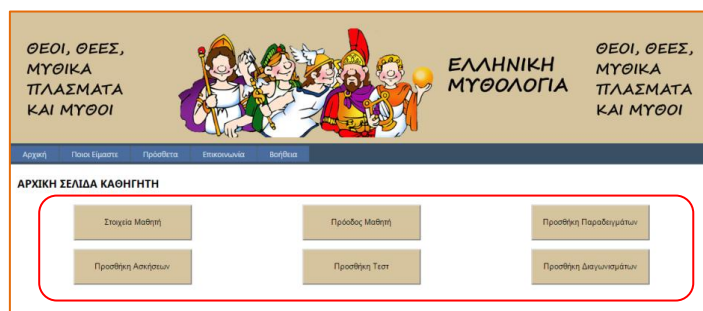 ΘΕΟΙ, ΘΕΕΣ,
ΜΥΘΙΚΑ
ΠΛΑΣΜΑΤΑ
ΚΑΙ ΜΥΘΟΙ
ΕΛΛΗΝΙΚΗ
ΜΥΘΟΛΟΓΙΑ
ΘΕΟΙ, ΘΕΕΣ,
ΜΥΘΙΚΑ
ΠΛΑΣΜΑΤΑ
ΚΑΙ ΜΥΘΟΙ
Αρχική Ποιοι Είμαστε Πρόσθετα Επικοινωνία Βοήθεια
ΑΡΧΙΚΗ ΣΕΛΙΔΑ ΚΑΘΗΓΗΤΗ
Στοιχεία Μαθητή Πρόοδος Μαθητή Προσθήκη Παραδειγμάτων
Προσθήκη Ασκήσεων Προσθήκη Τεστ Προσθήκη Διαγωνισμάτων